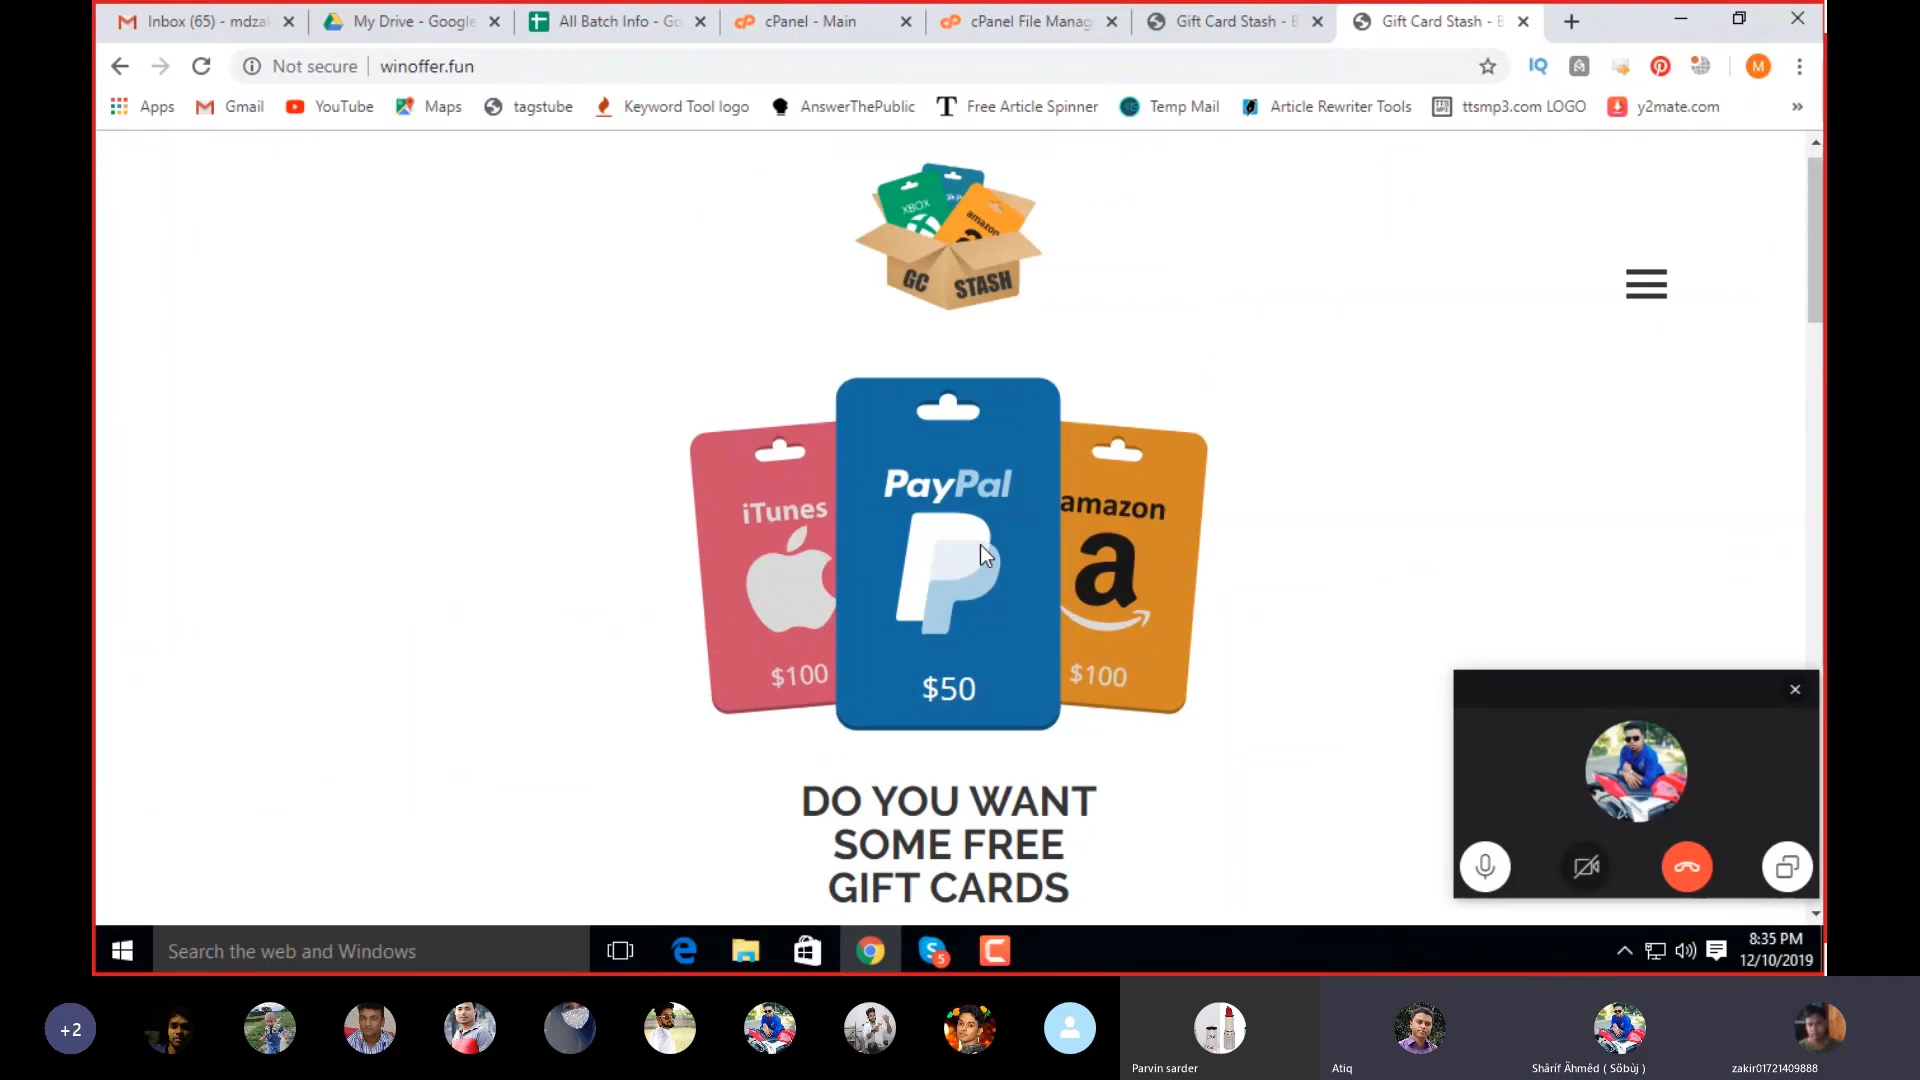 Inbox (65) - mdza
My Drive - Google
All Batch Info - Go
cPanel - Main
cPanel File Manag
Gift Card Stash - B
Gift Card Stash - B
Not secure
winoffer.fun
IQ
M
Apps
Gmail
YouTube
Maps
tagstube
Keyword Tool logo
AnswerThePublic
T
Free Article Spinner
Temp Mail
Article Rewriter Tools
ttsmp3.com LOGO
y2mate.com
XBOX
amazon
GC STASH
iTunes
PayPal
amazon
$100
$50
$100
DO YOU WANT
SOME FREE
GIFT CARDS
Search the web and Windows
5
8:35 PM
12/10/2019
+2
Parvin sarder
Atiq
Shâríf Ähmêd ( Söbùj )
zakir01721409888